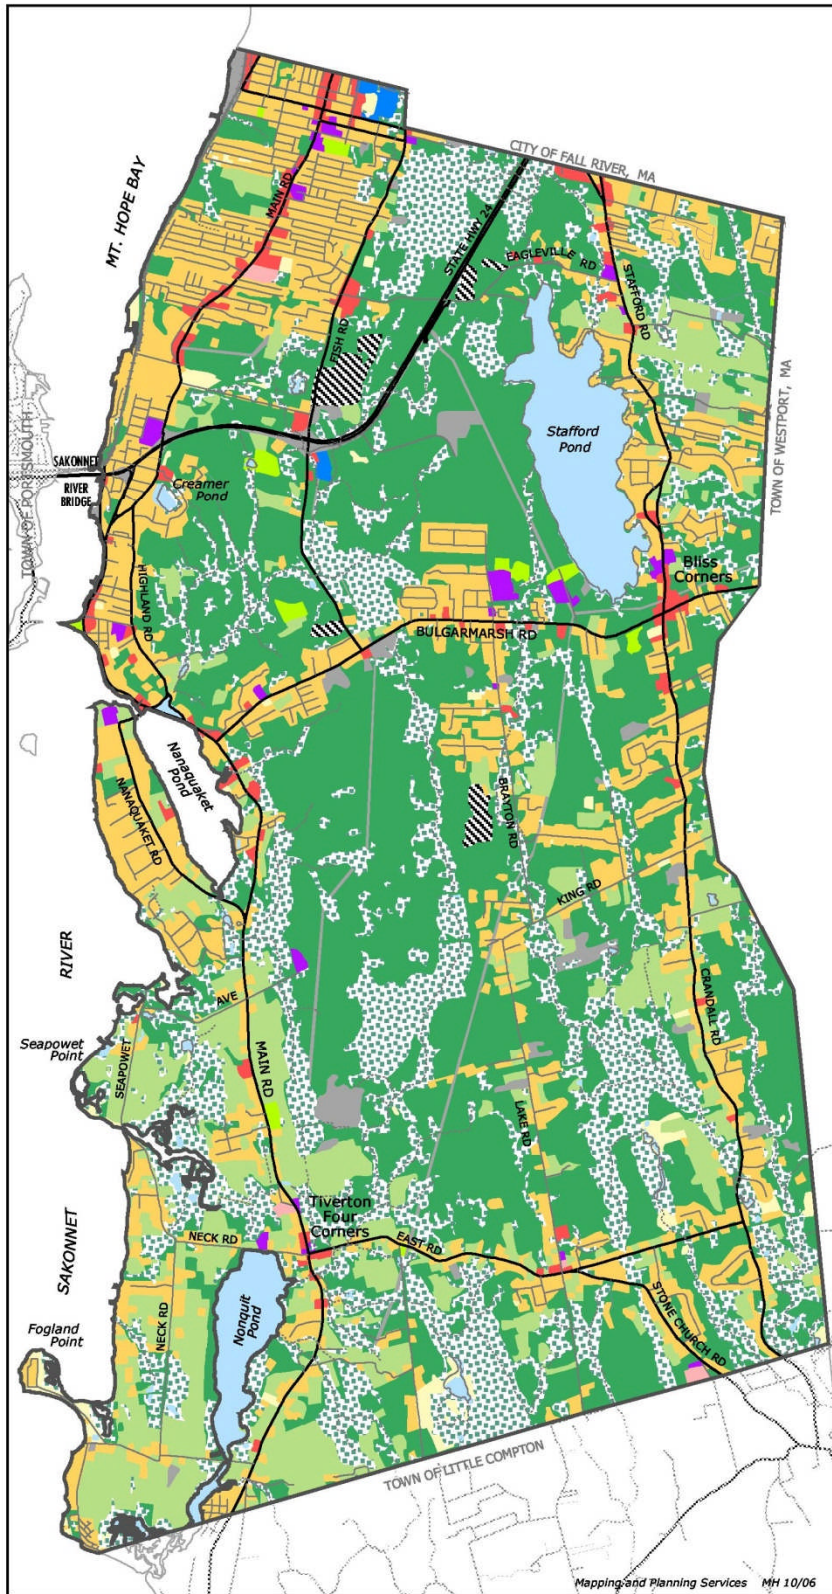 CITY OF FALL RIVER, MA
MT. HOPE BAY
MAIN RD
STATE HWY 24
EAGLEVILLE RD
STAFFORD RD
FISH RD
TOWN OF WESTPORT, MA
Stafford
Pond
TOWN OF PORTSMOUTH
SAKONNET
RIVER
BRIDGE
Creamer
Pond
HIGHLAND RD
Bliss
Corners
BULGARMARSH RD
Nanaquaket
Pond
NANAQUAKET RD
BRAYTON RD
KING RD
RIVER
AVE
CRANDALL RD
Seapowet
Point
SEAPOWET
MAIN RD
LAKE RD
SAKONNET
Tiverton
Four
Corners
NECK RD
EAST RD
Nonquit
Pond
NECK RD
STONE CHURCH RD
Fogland
Point
TOWN OF LITTLE COMPTON
Mapping and Planning Services MH 10/06